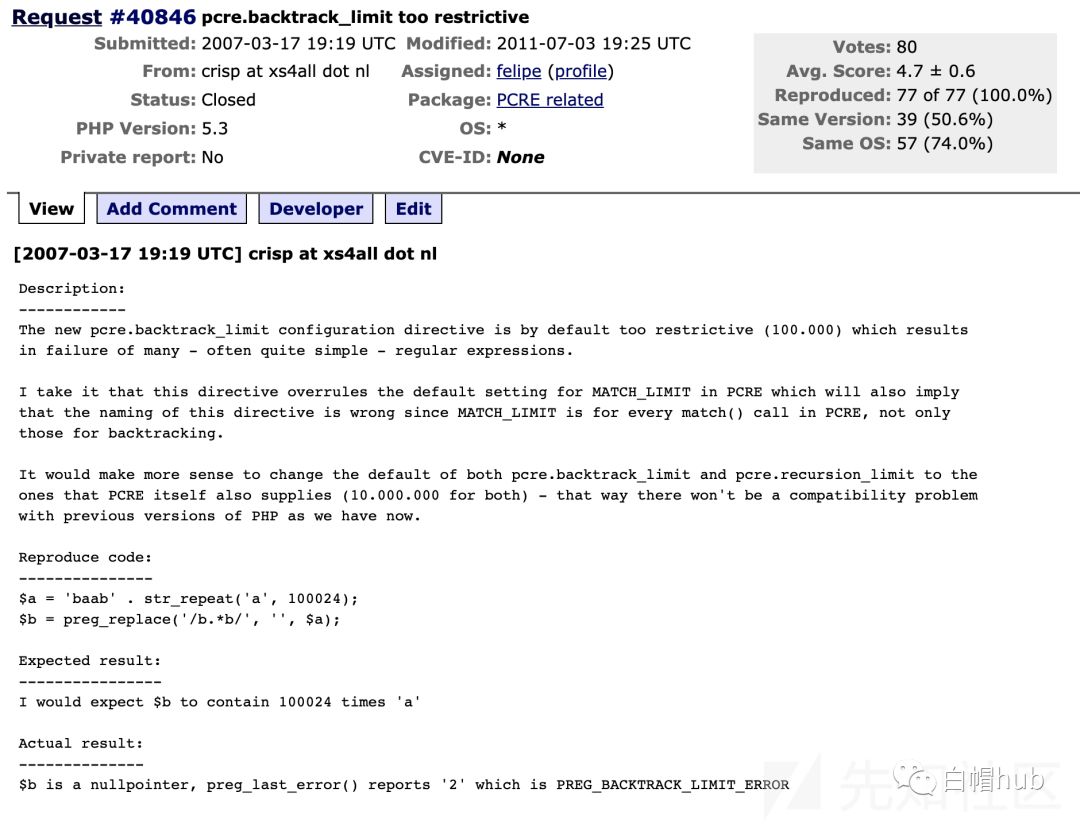 Request #40846 pcre.backtrack_limit too restrictive
Submitted: 2007-03-17 19:19 UTC Modified: 2011-07-03 19:25 UTC
From: crisp at xs4all dot nl Assigned: felipe (profile)
Status: Closed Package: PCRE related
PHP Version: 5.3 OS: *
Private report: No CVE-ID: None
Votes: 80
Avg. Score: 4.7 ± 0.6
Reproduced: 77 of 77 (100.0%)
Same Version: 39 (50.6%)
Same OS: 57 (74.0%)
View Add Comment Developer Edit
[2007-03-17 19:19 UTC] crisp at xs4all dot nl
Description:
------------
The new pcre.backtrack_limit configuration directive is by default too restrictive (100.000) which results
in failure of many - often quite simple - regular expressions.
I take it that this directive overrules the default setting for MATCH_LIMIT in PCRE which will also imply
that the naming of this directive is wrong since MATCH_LIMIT is for every match() call in PCRE, not only
those for backtracking.
It would make more sense to change the default of both pcre.backtrack_limit and pcre.recursion_limit to the
ones that PCRE itself also supplies (10.000.000 for both) - that way there won't be a compatibility problem
with previous versions of PHP as we have now.
Reproduce code:
---------------
$a = 'baab' . str_repeat('a', 100024);
$b = preg_replace('/b.*b/', '', $a);
Expected result:
----------------
I would expect $b to contain 100024 times 'a'
Actual result:
--------------
$b is a nullpointer, preg_last_error() reports '2' which is PREG_BACKTRACK_LIMIT_ERROR
先知社区
白帽hub